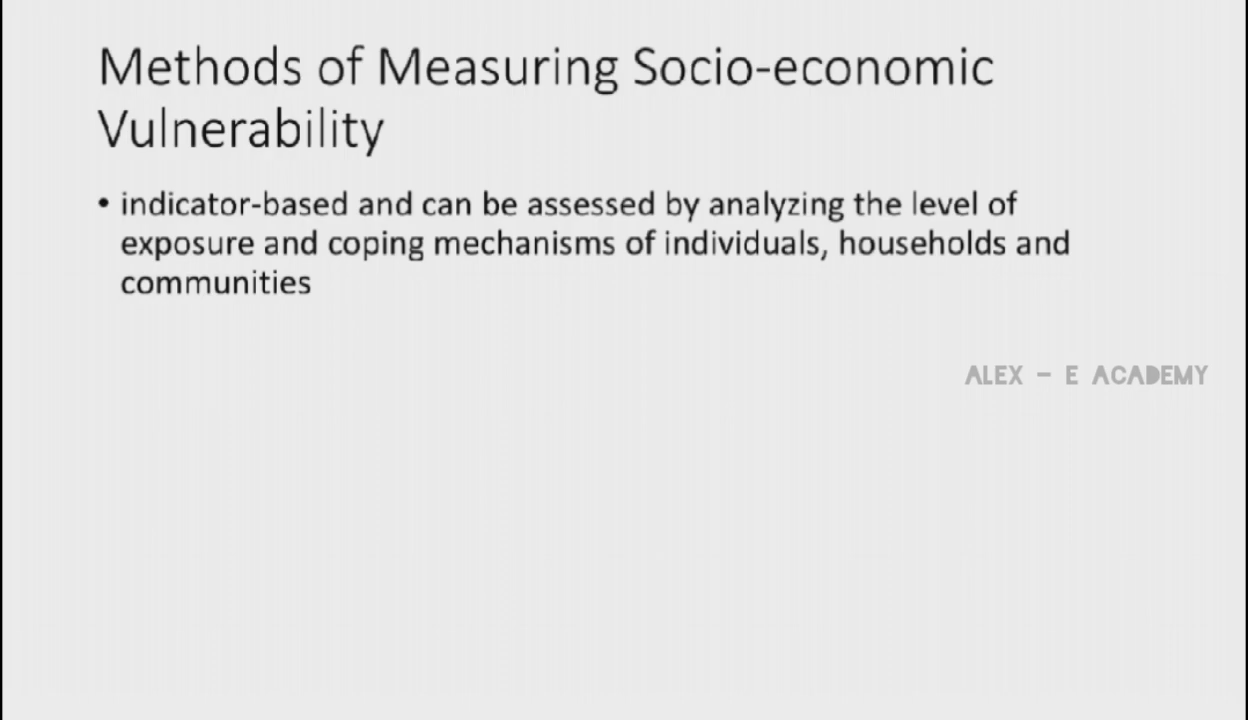 Methods of Measuring Socio-economic
Vulnerability
• indicator-based and can be assessed by analyzing the level of
exposure and coping mechanisms of individuals, households and
communities
ALEX - E ACADEMY